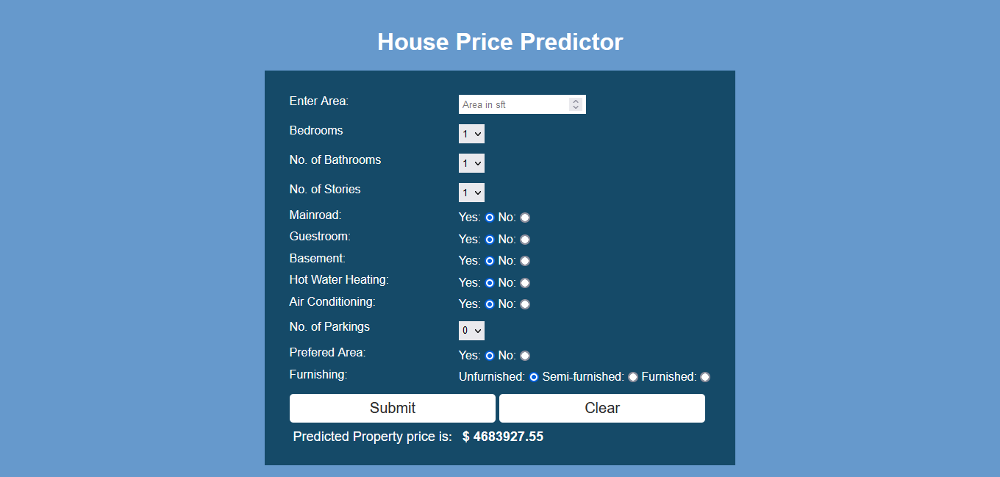 House Price Predictor
Enter Area: Area in sft
Bedrooms 1
No. of Bathrooms 1
No. of Stories 1
Mainroad: Yes: No:
Guestroom: Yes: No:
Basement: Yes: No:
Hot Water Heating: Yes: No:
Air Conditioning: Yes: No:
No. of Parkings 0
Prefered Area: Yes: No:
Furnishing: Unfurnished: Semi-furnished: Furnished:
Submit Clear
Predicted Property price is: $ 4683927.55